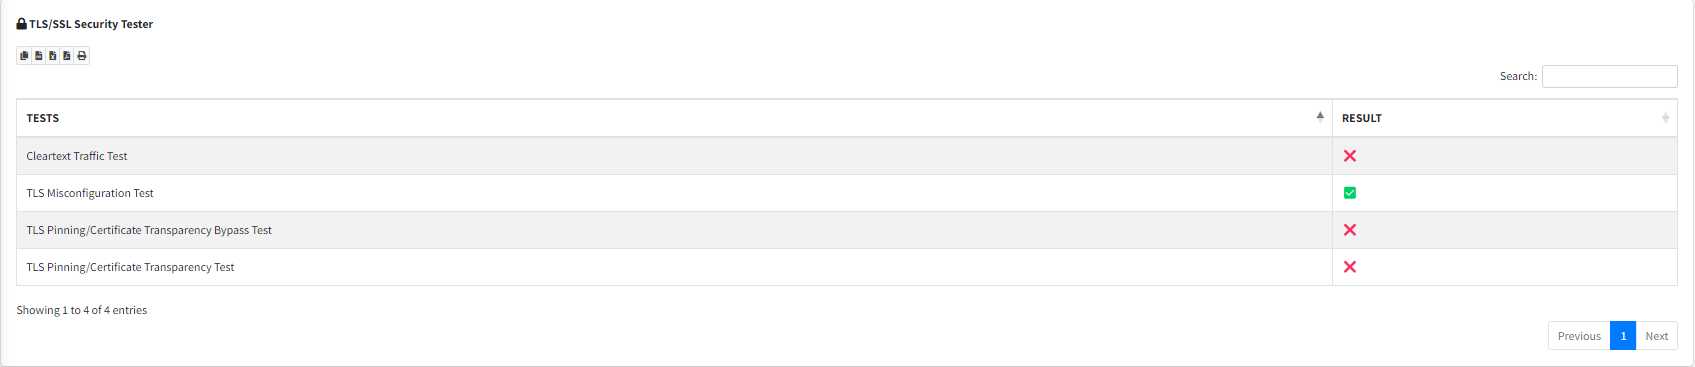 TLS/SSL Security Tester
Search:
TESTS RESULT
Cleartext Traffic Test
TLS Misconfiguration Test
TLS Pinning/Certificate Transparency Bypass Test
TLS Pinning/Certificate Transparency Test
Showing 1 to 4 of 4 entries
Previous 1 Next